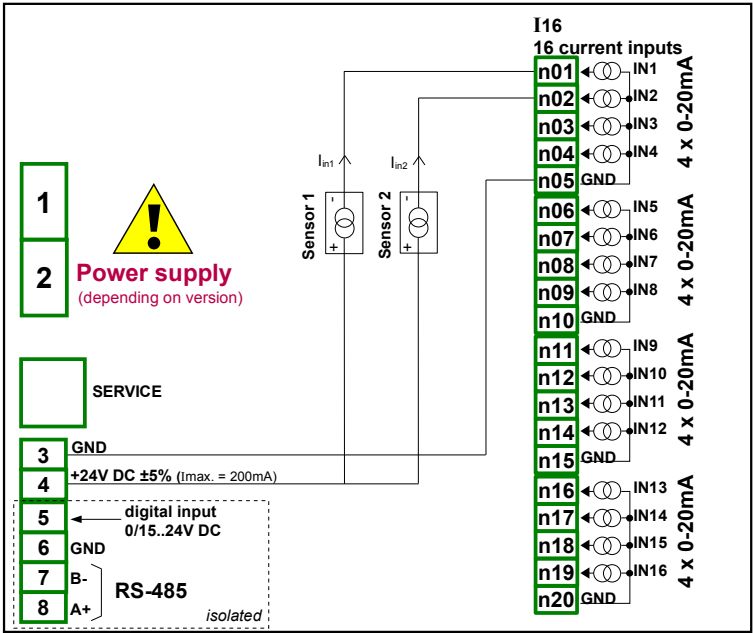 I16
16 current inputs
n01 IN1
n02 IN2
n03 IN3
n04 IN4
n05 GND
4 x 0-20mA
n06 IN5
n07 IN6
n08 IN7
n09 IN8
n10 GND
4 x 0-20mA
n11 IN9
n12 IN10
n13 IN11
n14 IN12
n15 GND
4 x 0-20mA
n16 IN13
n17 IN14
n18 IN15
n19 IN16
n20 GND
4 x 0-20mA
Iin1
Iin2
Sensor 1
- +
Sensor 2
- +
1
2
!
Power supply
(depending on version)
SERVICE
3 GND
4 +24V DC ±5% (Imax. = 200mA)
5 digital input
0/15..24V DC
6 GND
7 B-
8 A+
RS-485
isolated